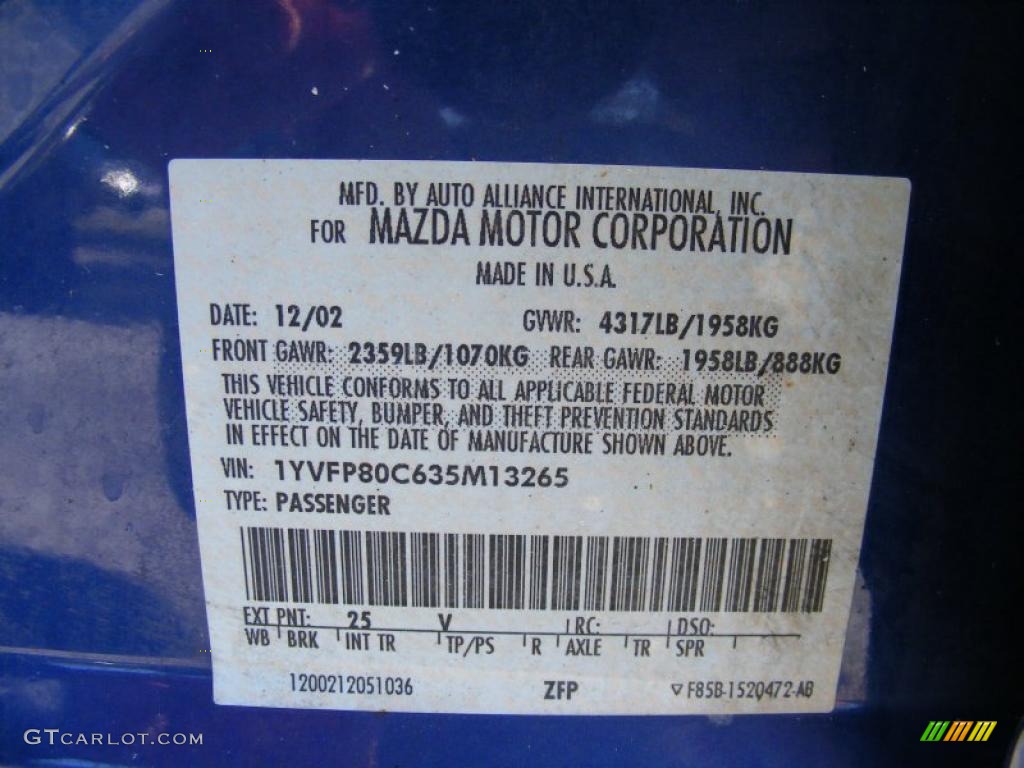 MFD. BY AUTO ALLIANCE INTERNATIONAL, INC.
FOR MAZDA MOTOR CORPORATION
MADE IN U.S.A.
DATE: 12/02 GVWR: 4317LB/1958KG
FRONT GAWR: 2359LB/1070KG REAR GAWR: 1958LB/888KG
THIS VEHICLE CONFORMS TO ALL APPLICABLE FEDERAL MOTOR
VEHICLE SAFETY, BUMPER, AND THEFT PREVENTION STANDARDS
IN EFFECT ON THE DATE OF MANUFACTURE SHOWN ABOVE.
VIN: 1YVFP80C635M13265
TYPE: PASSENGER
EXT PNT: 25 V RC: DSO:
WB BRK INT TR TP/PS R AXLE TR SPR
1200212051036 ZFP F85B-1520472-AB
GTCARLOT.COM